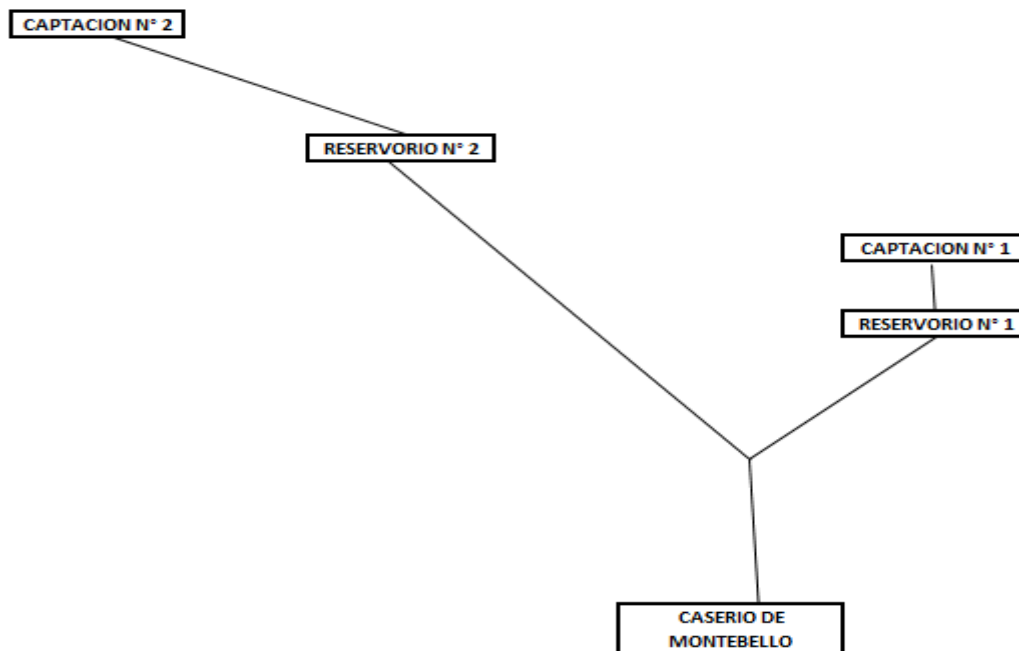 CAPTACION N° 2
RESERVORIO N° 2
CAPTACION N° 1
RESERVORIO N° 1
CASERIO DE
MONTEBELLO